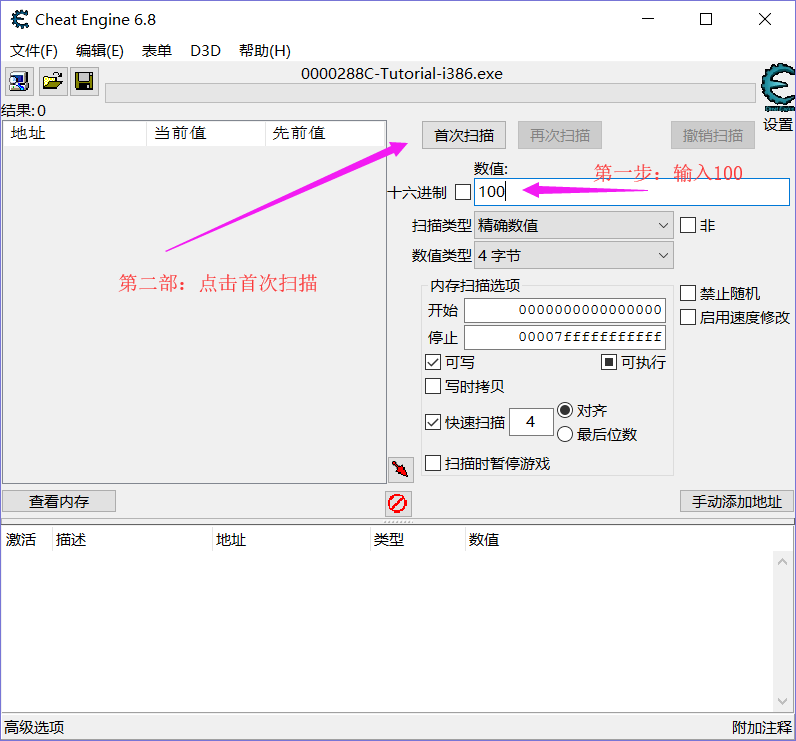 Cheat Engine 6.8
文件(F) 编辑(E) 表单 D3D 帮助(H)
0000288C-Tutorial-i386.exe
结果:0
设置
地址 当前值 先前值
首次扫描 再次扫描 撤销扫描
数值:
第一步：输入100
十六进制 100
扫描类型 精确数值 非
数值类型 4 字节
第二部：点击首次扫描
内存扫描选项
开始 0000000000000000
停止 00007fffffffffff
禁止随机
启用速度修改
可写 可执行
写时拷贝
快速扫描 4 对齐
最后位数
扫描时暂停游戏
查看内存 手动添加地址
激活 描述 地址 类型 数值
高级选项 附加注释